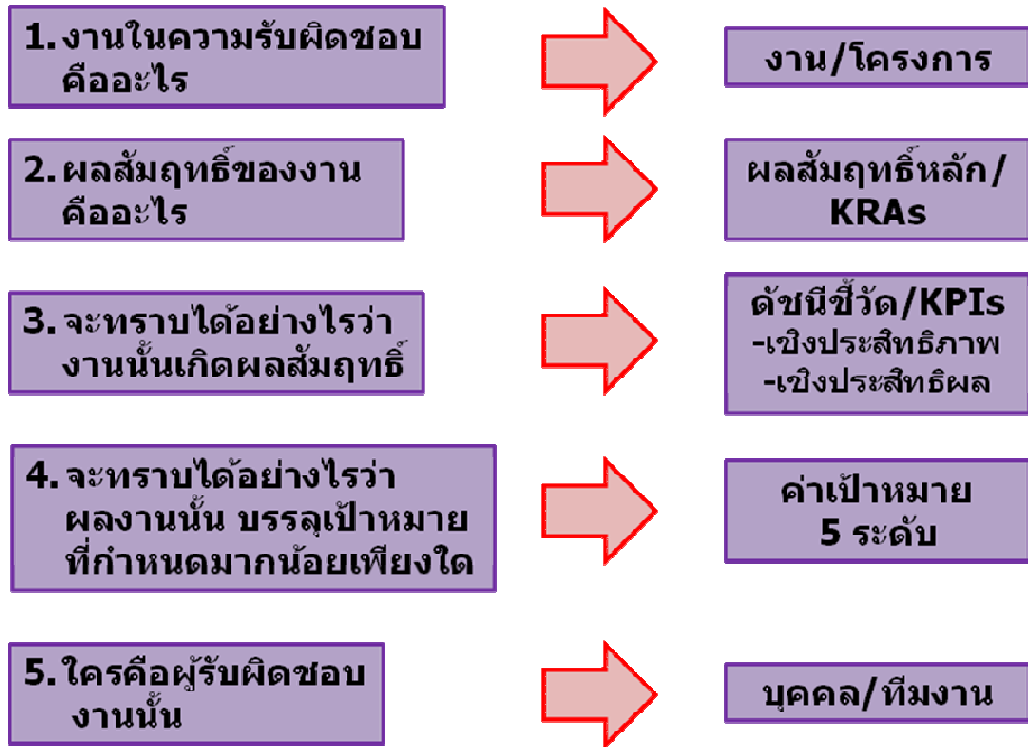 1. งานในความรับผิดชอบ
คืออะไร
งาน/โครงการ
2. ผลสัมฤทธิ์ของงาน
คืออะไร
ผลสัมฤทธิ์หลัก/
KRAs
3. จะทราบได้อย่างไรว่า
งานนั้นเกิดผลสัมฤทธิ์
ดัชนีชี้วัด/KPIs
-เชิงประสิทธิภาพ
-เชิงประสิทธิผล
4. จะทราบได้อย่างไรว่า
ผลงานนั้น บรรลุเป้าหมาย
ที่กำหนดมากน้อยเพียงใด
ค่าเป้าหมาย
5 ระดับ
5. ใครคือผู้รับผิดชอบ
งานนั้น
บุคคล/ทีมงาน